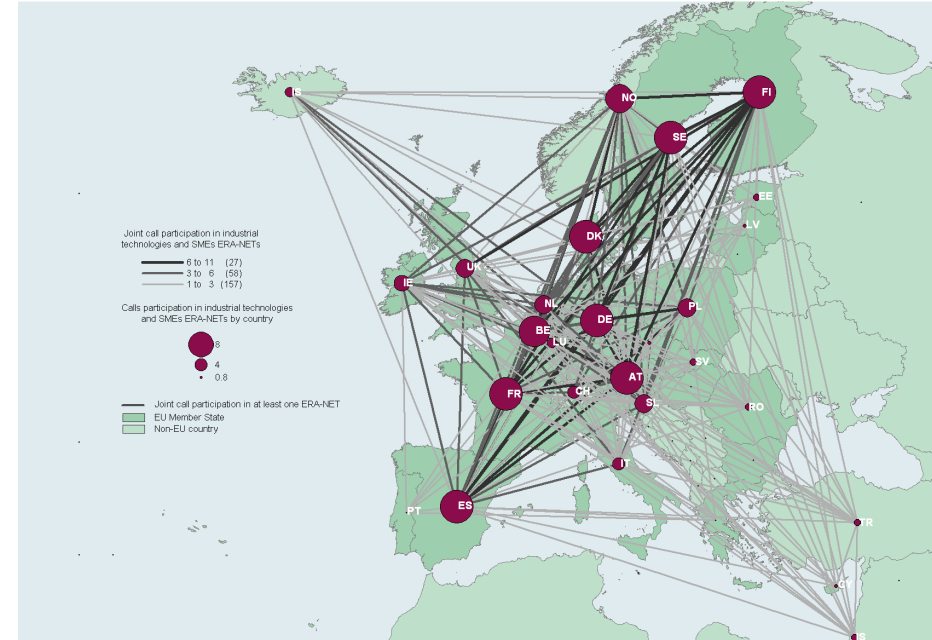 IS
NO
FI
SE
EE
LV
DK
Joint call participation in industrial
technologies and SMEs ERA-NETs
6 to 11 (27)
3 to 6 (58)
1 to 3 (157)
UK
IE
NL
PL
Calls participation in industrial technologies
and SMEs ERA-NETs by country
BE
DE
LU
8
4
0.8
SV
AT
CH
FR
SL
RO
Joint call participation in at least one ERA-NET
EU Member State
Non-EU country
IT
ES
PT
TR
CY
IS